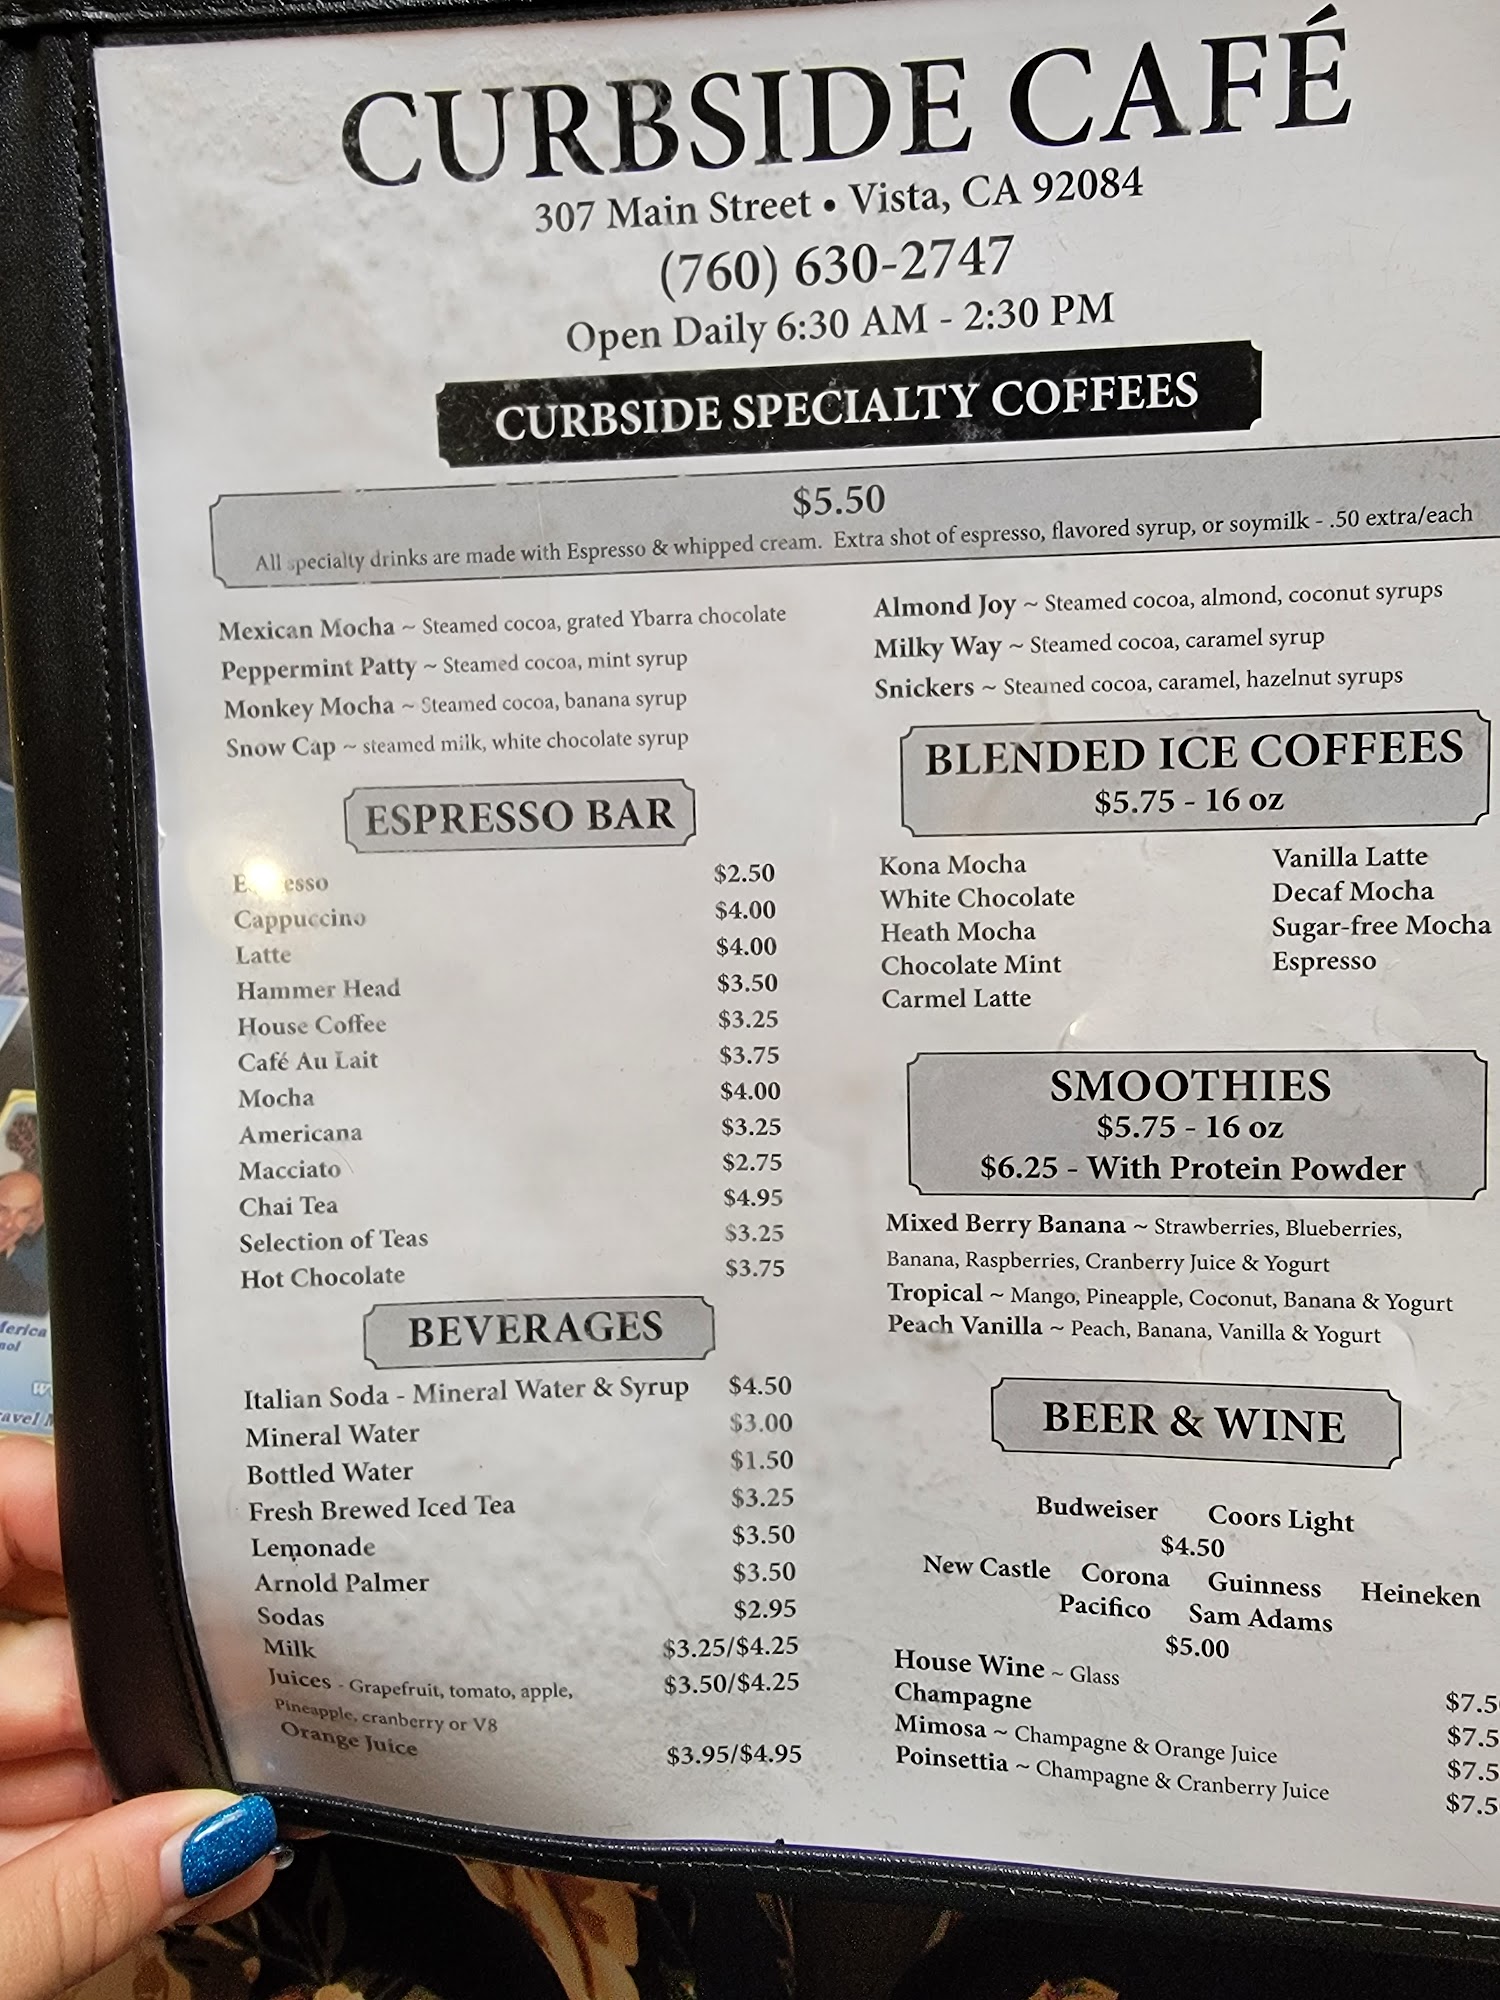 CURBSIDE CAFÉ
307 Main Street • Vista, CA 92084
(760) 630-2747
Open Daily 6:30 AM - 2:30 PM
CURBSIDE SPECIALTY COFFEES
$5.50
All specialty drinks are made with Espresso & whipped cream. Extra shot of espresso, flavored syrup, or soymilk - .50 extra/each
Mexican Mocha ~ Steamed cocoa, grated Ybarra chocolate
Peppermint Patty ~ Steamed cocoa, mint syrup
Monkey Mocha ~ Steamed cocoa, banana syrup
Snow Cap ~ steamed milk, white chocolate syrup
Almond Joy ~ Steamed cocoa, almond, coconut syrups
Milky Way ~ Steamed cocoa, caramel syrup
Snickers ~ Steamed cocoa, caramel, hazelnut syrups
ESPRESSO BAR
Espresso $2.50
Cappuccino $4.00
Latte $4.00
Hammer Head $3.50
House Coffee $3.25
Café Au Lait $3.75
Mocha $4.00
Americana $3.25
Macciato $2.75
Chai Tea $4.95
Selection of Teas $3.25
Hot Chocolate $3.75
BEVERAGES
Italian Soda - Mineral Water & Syrup $4.50
Mineral Water $3.00
Bottled Water $1.50
Fresh Brewed Iced Tea $3.25
Lemonade $3.50
Arnold Palmer $3.50
Sodas $2.95
Milk $3.25/$4.25
Juices - Grapefruit, tomato, apple, $3.50/$4.25
Pineapple, cranberry or V8
Orange Juice $3.95/$4.95
BLENDED ICE COFFEES
$5.75 - 16 oz
Kona Mocha Vanilla Latte
White Chocolate Decaf Mocha
Heath Mocha Sugar-free Mocha
Chocolate Mint Espresso
Carmel Latte
SMOOTHIES
$5.75 - 16 oz
$6.25 - With Protein Powder
Mixed Berry Banana ~ Strawberries, Blueberries,
Banana, Raspberries, Cranberry Juice & Yogurt
Tropical ~ Mango, Pineapple, Coconut, Banana & Yogurt
Peach Vanilla ~ Peach, Banana, Vanilla & Yogurt
BEER & WINE
Budweiser Coors Light
$4.50
New Castle Corona Guinness Heineken
Pacifico Sam Adams
$5.00
House Wine ~ Glass $7.5
Champagne $7.5
Mimosa ~ Champagne & Orange Juice $7.5
Poinsettia ~ Champagne & Cranberry Juice $7.5